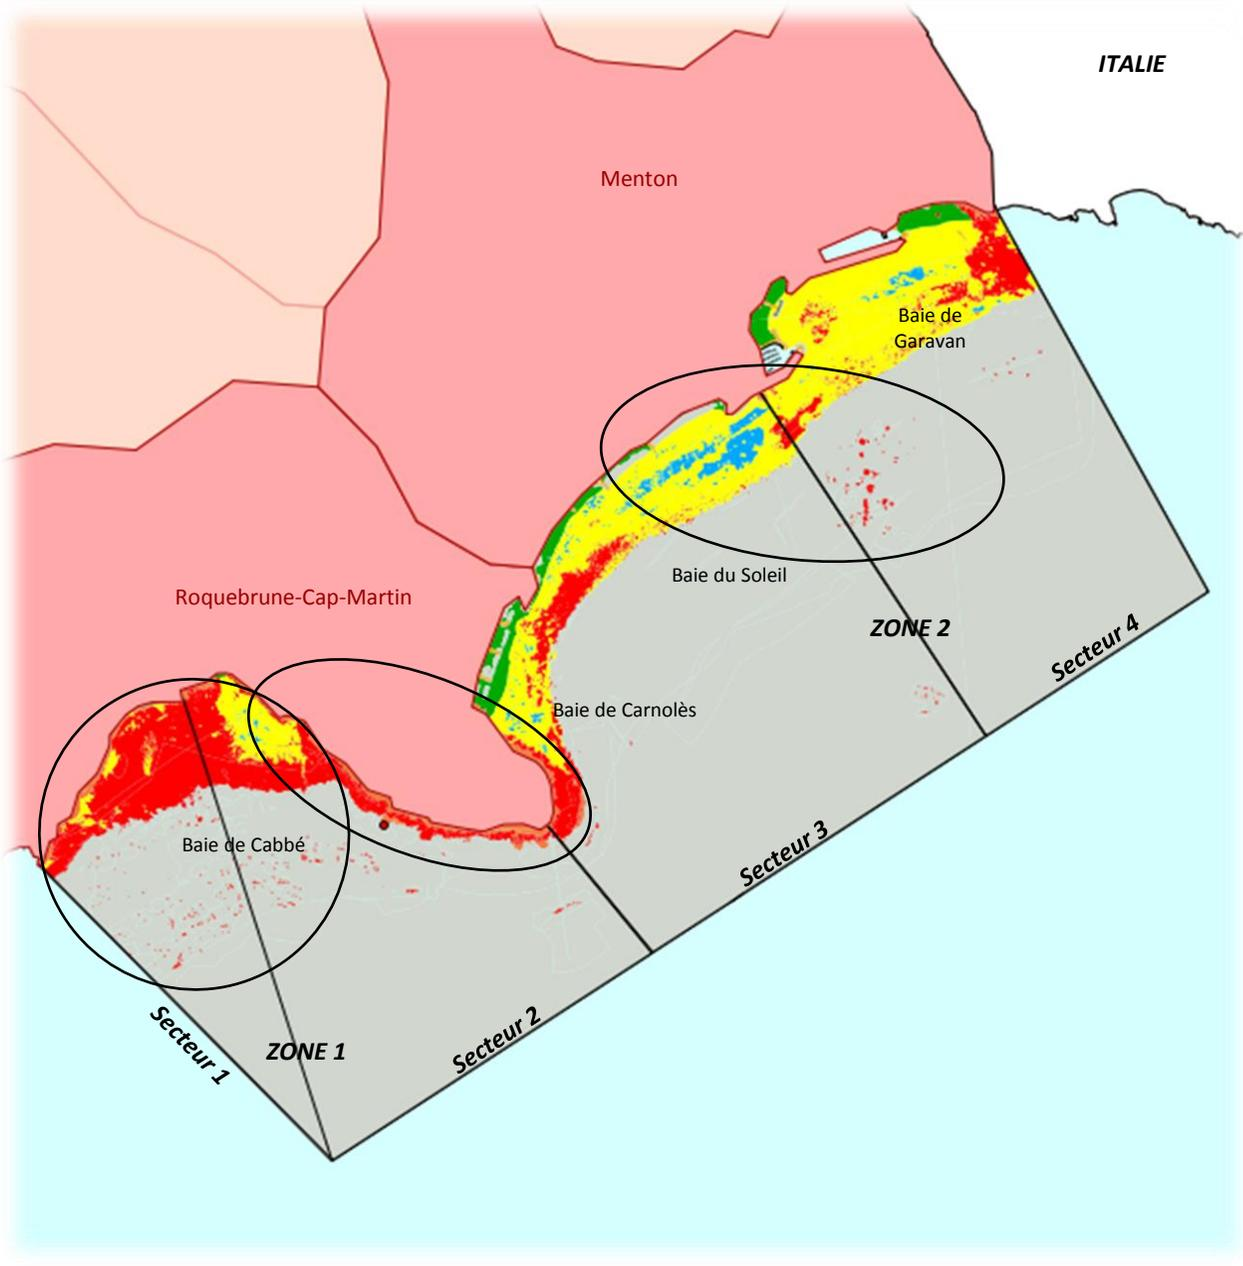 ITALIE
Menton
Baie de
Garavan
Baie du Soleil
Roquebrune-Cap-Martin
ZONE 2
Secteur 4
Baie de Carnolès
Baie de Cabbé
Secteur 3
Secteur 2
Secteur 1
ZONE 1